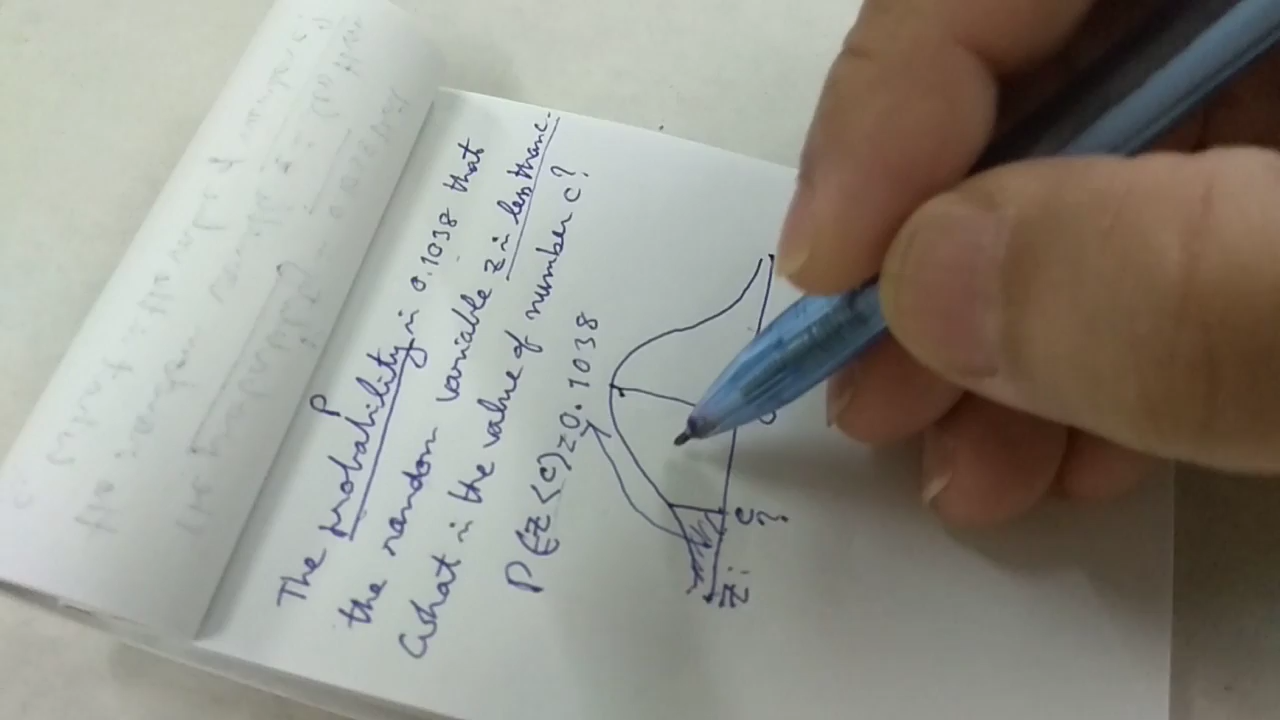 The probability is 0.1038 that
P
the random variable z is less than c.
What is the value of number c?
P(z<c)=0.1038
z:
c
?
0